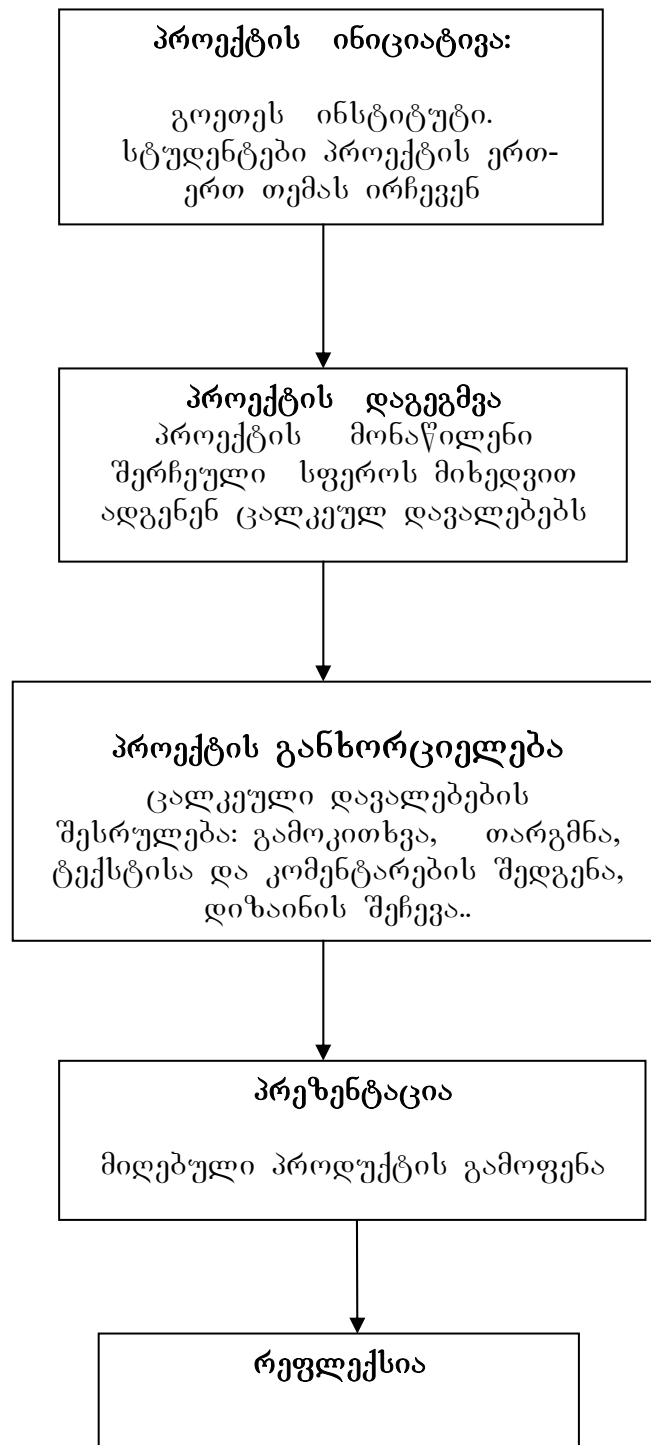 პროექტის ინიციატივა:
გოეთეს ინსტიტუტი.
სტუდენტები პროექტის ერთ-
ერთ თემას ირჩევენ
პროექტის დაგეგმვა
პროექტის მონაწილენი
შერჩეული სფეროს მიხედვით
ადგენენ ცალკეულ დავალებებს
პროექტის განხორციელება
ცალკეული დავალებების
შესრულება: გამოკითხვა, თარგმნა,
ტექსტისა და კომენტარების შედგენა,
დიზაინის შეჩევა..
პრეზენტაცია
მიღებული პროდუქტის გამოფენა
რეფლექსია